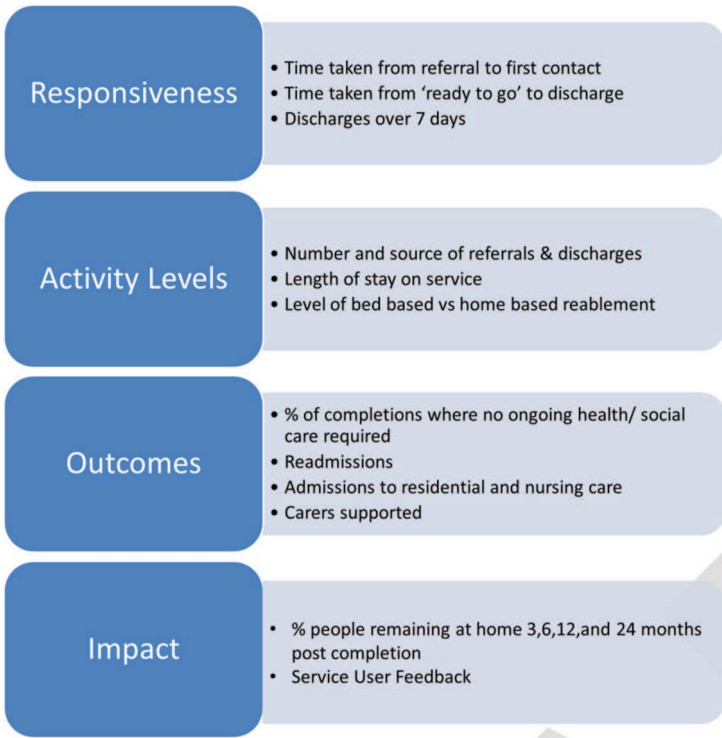 Responsiveness
• Time taken from referral to first contact
• Time taken from ‘ready to go’ to discharge
• Discharges over 7 days
Activity Levels
• Number and source of referrals & discharges
• Length of stay on service
• Level of bed based vs home based reablement
Outcomes
• % of completions where no ongoing health/ social
care required
• Readmissions
• Admissions to residential and nursing care
• Carers supported
Impact
• % people remaining at home 3,6,12,and 24 months
post completion
• Service User Feedback